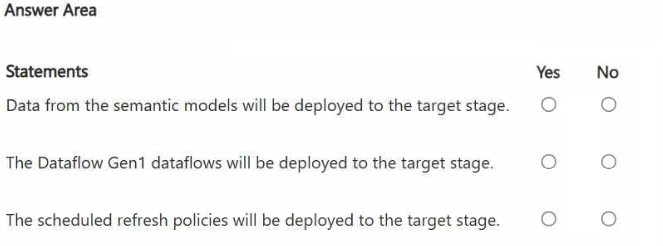 Answer Area
Statements Yes No
Data from the semantic models will be deployed to the target stage.
The Dataflow Gen1 dataflows will be deployed to the target stage.
The scheduled refresh policies will be deployed to the target stage.